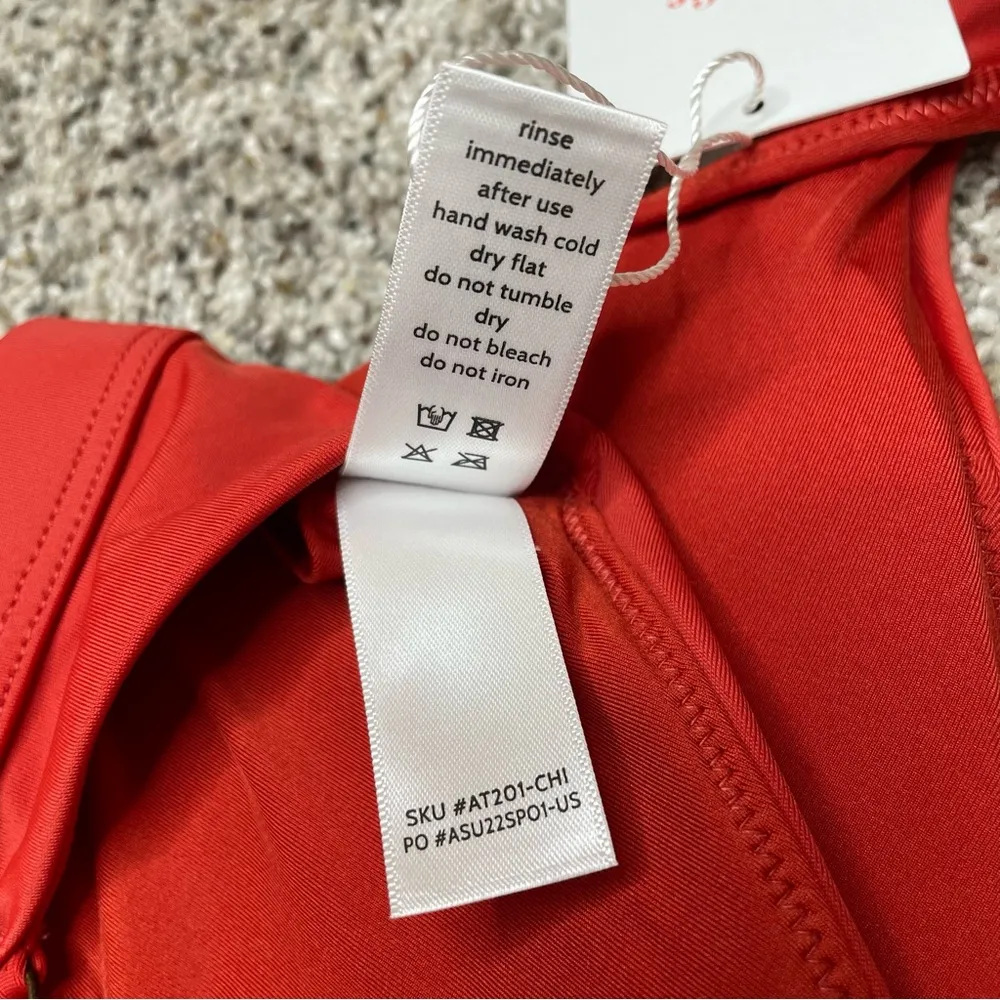 rinse
immediately
after use
hand wash cold
dry flat
do not tumble
dry
do not bleach
do not iron
SKU #AT201-CHI
PO #ASU22SP01-US